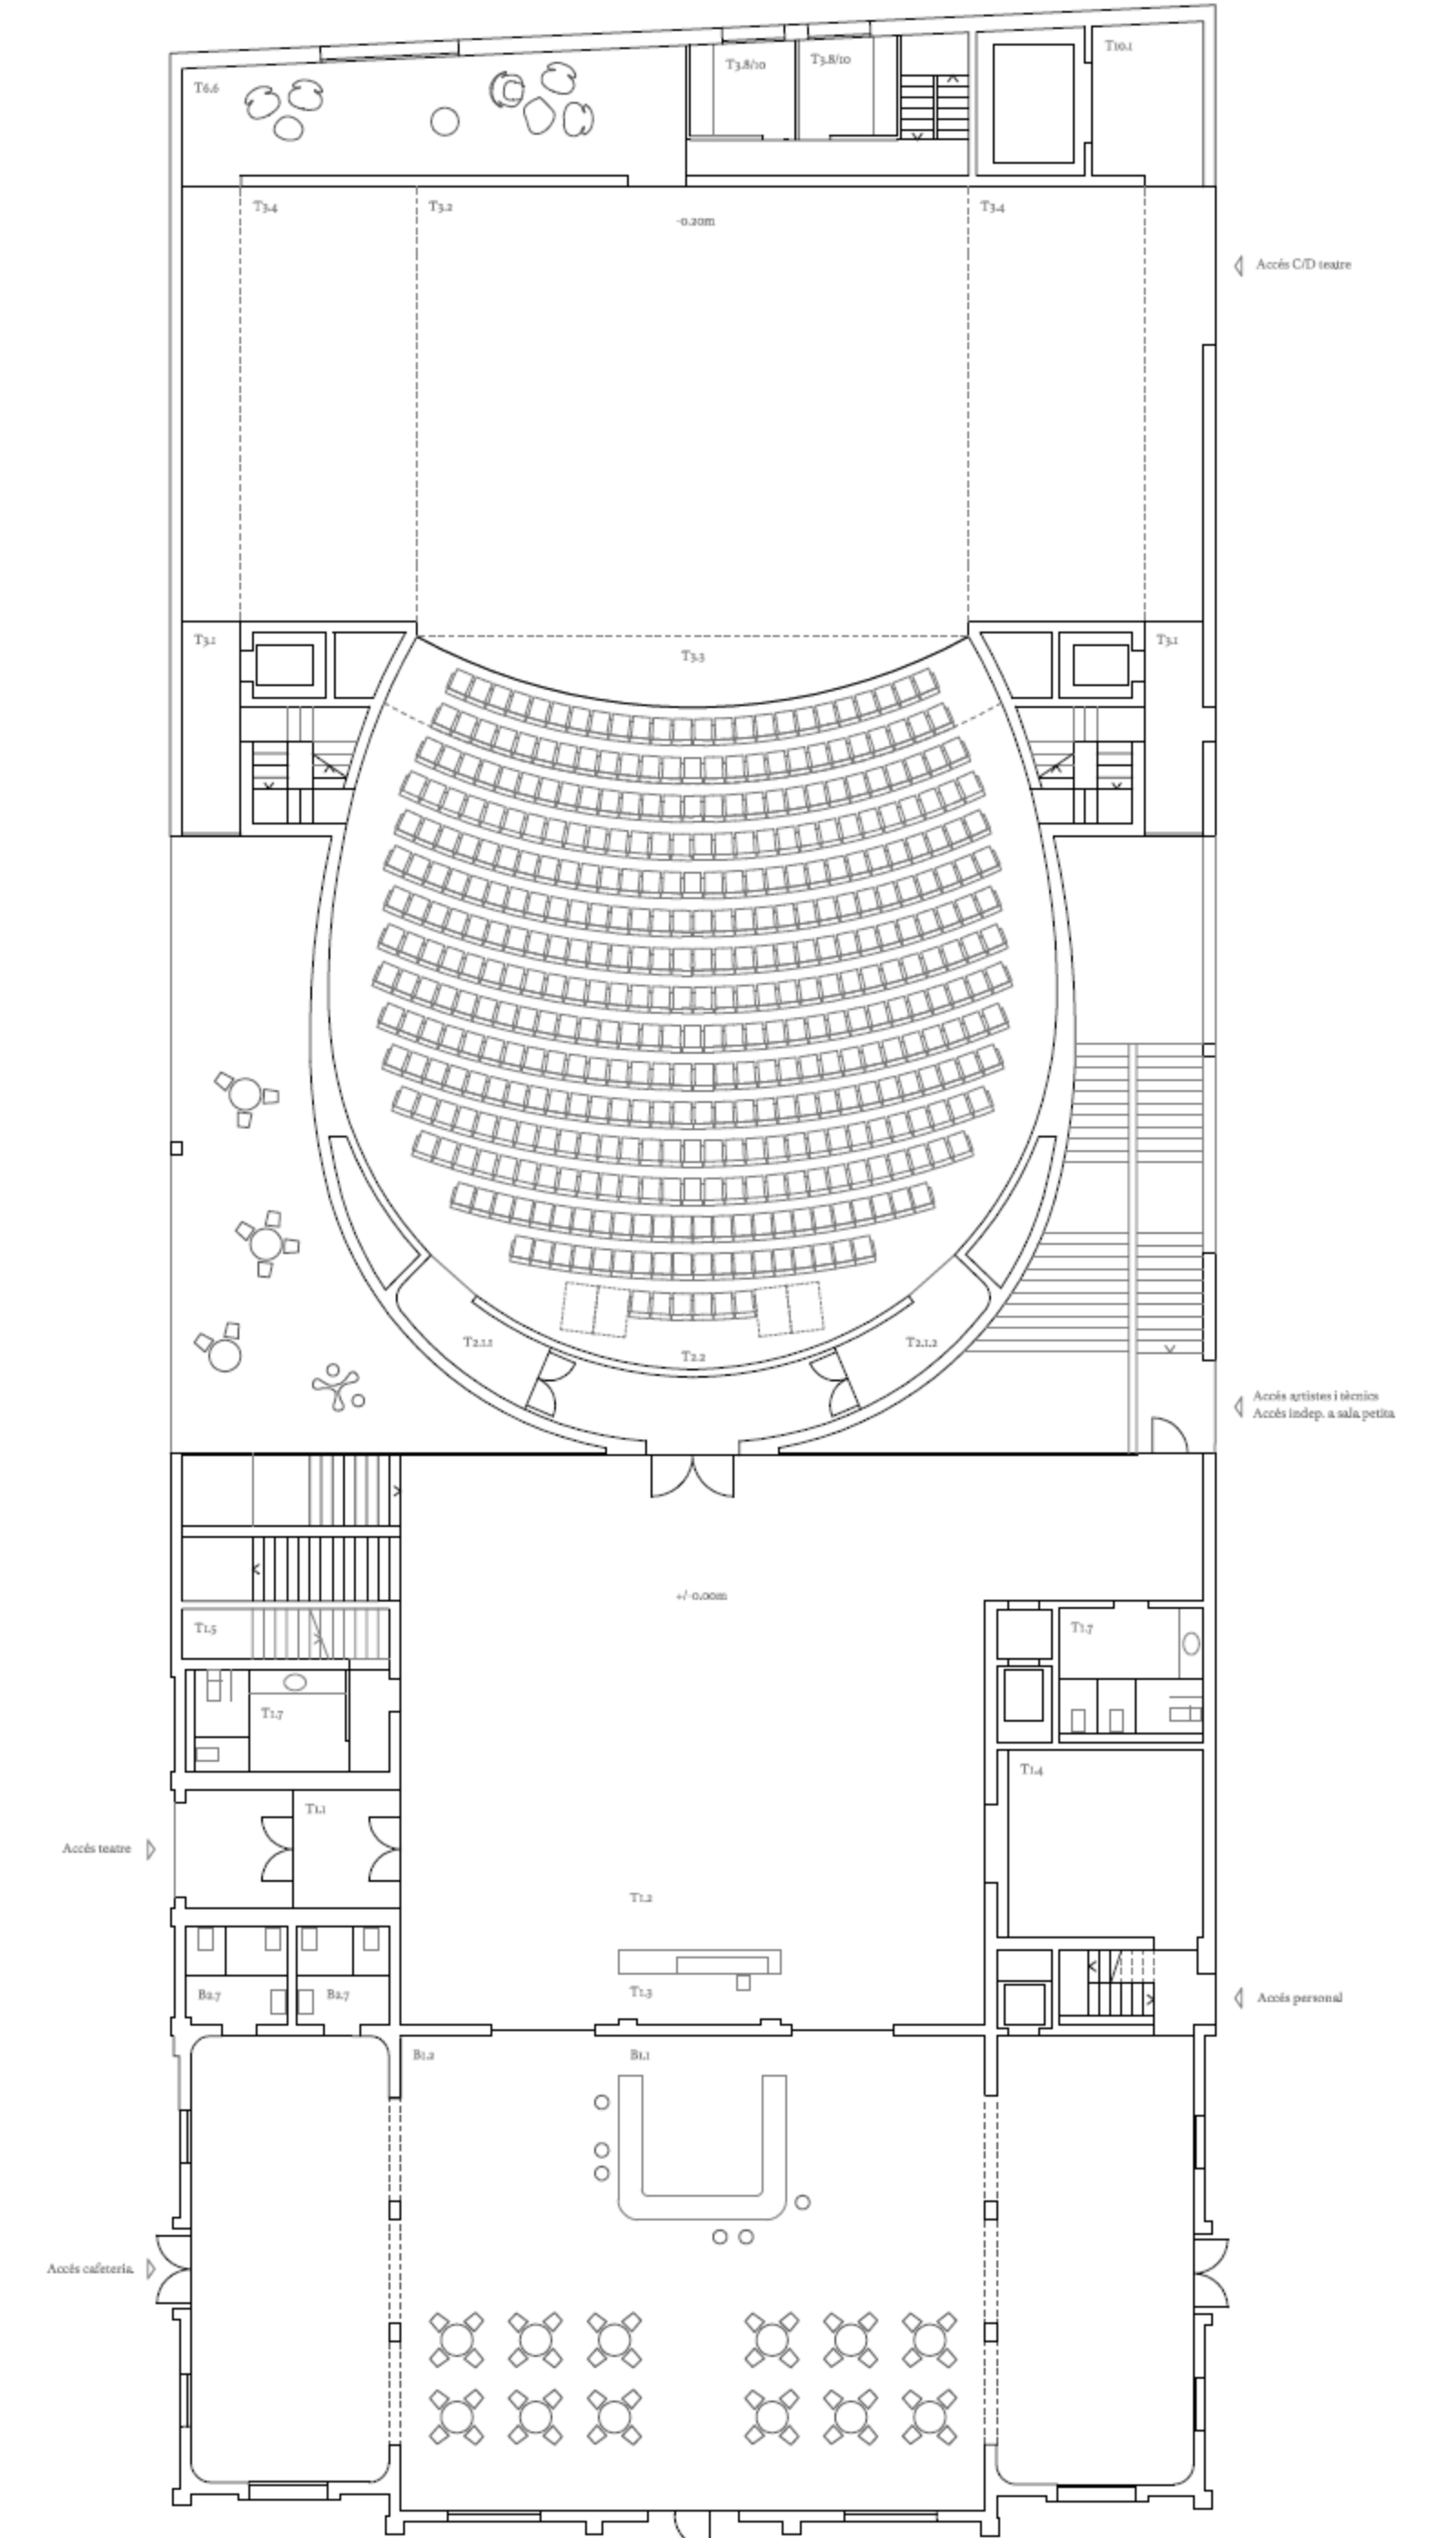 T10.1
T3.8/10
T3.8/10
T6.6
T3.4
T3.2
-0.20m
T3.4
Accés C/D teatre
T3.1
T3.3
T3.1
T2.1.1
T2.2
T2.1.2
Accés artistes i tècnics
Accés indep. a sala petita
+/-0.00m
T1.5
T1.7
T1.7
T1.4
T1.1
Accés teatre
T1.2
T1.3
B2.7
B2.7
Accés personal
B1.2
B1.1
Accés cafeteria